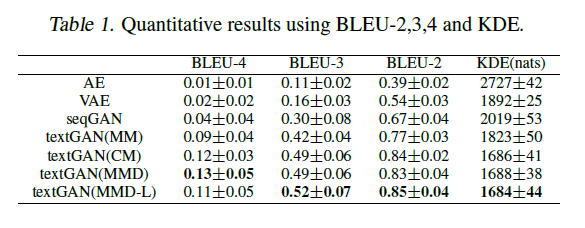 Table 1. Quantitative results using BLEU-2,3,4 and KDE.
BLEU-4 BLEU-3 BLEU-2 KDE(nats)
AE 0.01±0.01 0.11±0.02 0.39±0.02 2727±42
VAE 0.02±0.02 0.16±0.03 0.54±0.03 1892±25
seqGAN 0.04±0.04 0.30±0.08 0.67±0.04 2019±53
textGAN(MM) 0.09±0.04 0.42±0.04 0.77±0.03 1823±50
textGAN(CM) 0.12±0.03 0.49±0.06 0.84±0.02 1686±41
textGAN(MMD) 0.13±0.05 0.49±0.06 0.83±0.04 1688±38
textGAN(MMD-L) 0.11±0.05 0.52±0.07 0.85±0.04 1684±44